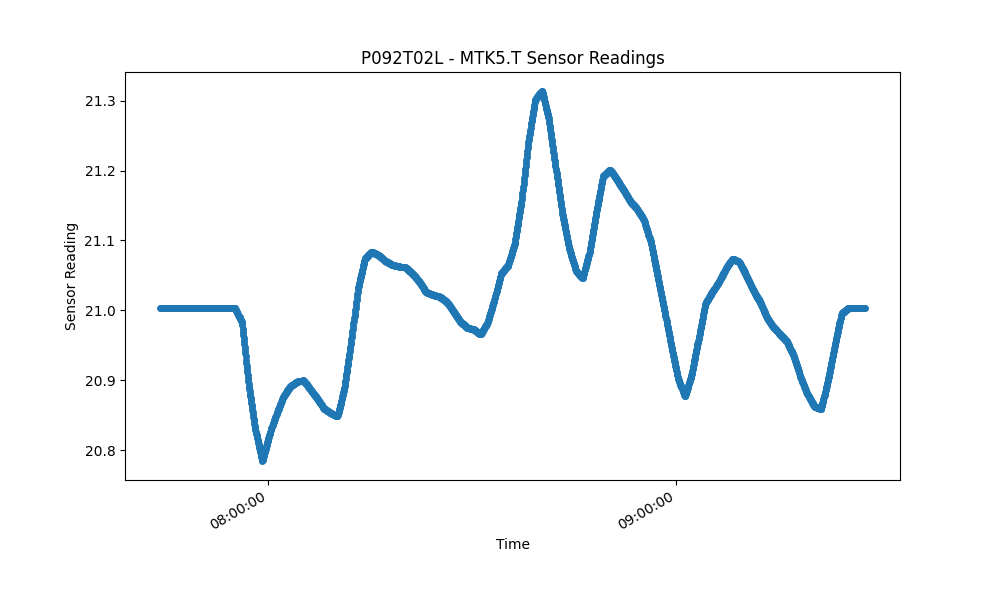 P092T02L - MTK5.T Sensor Readings
21.3
21.2
21.1
21.0
20.9
20.8
Sensor Reading
08:00:00
09:00:00
Time